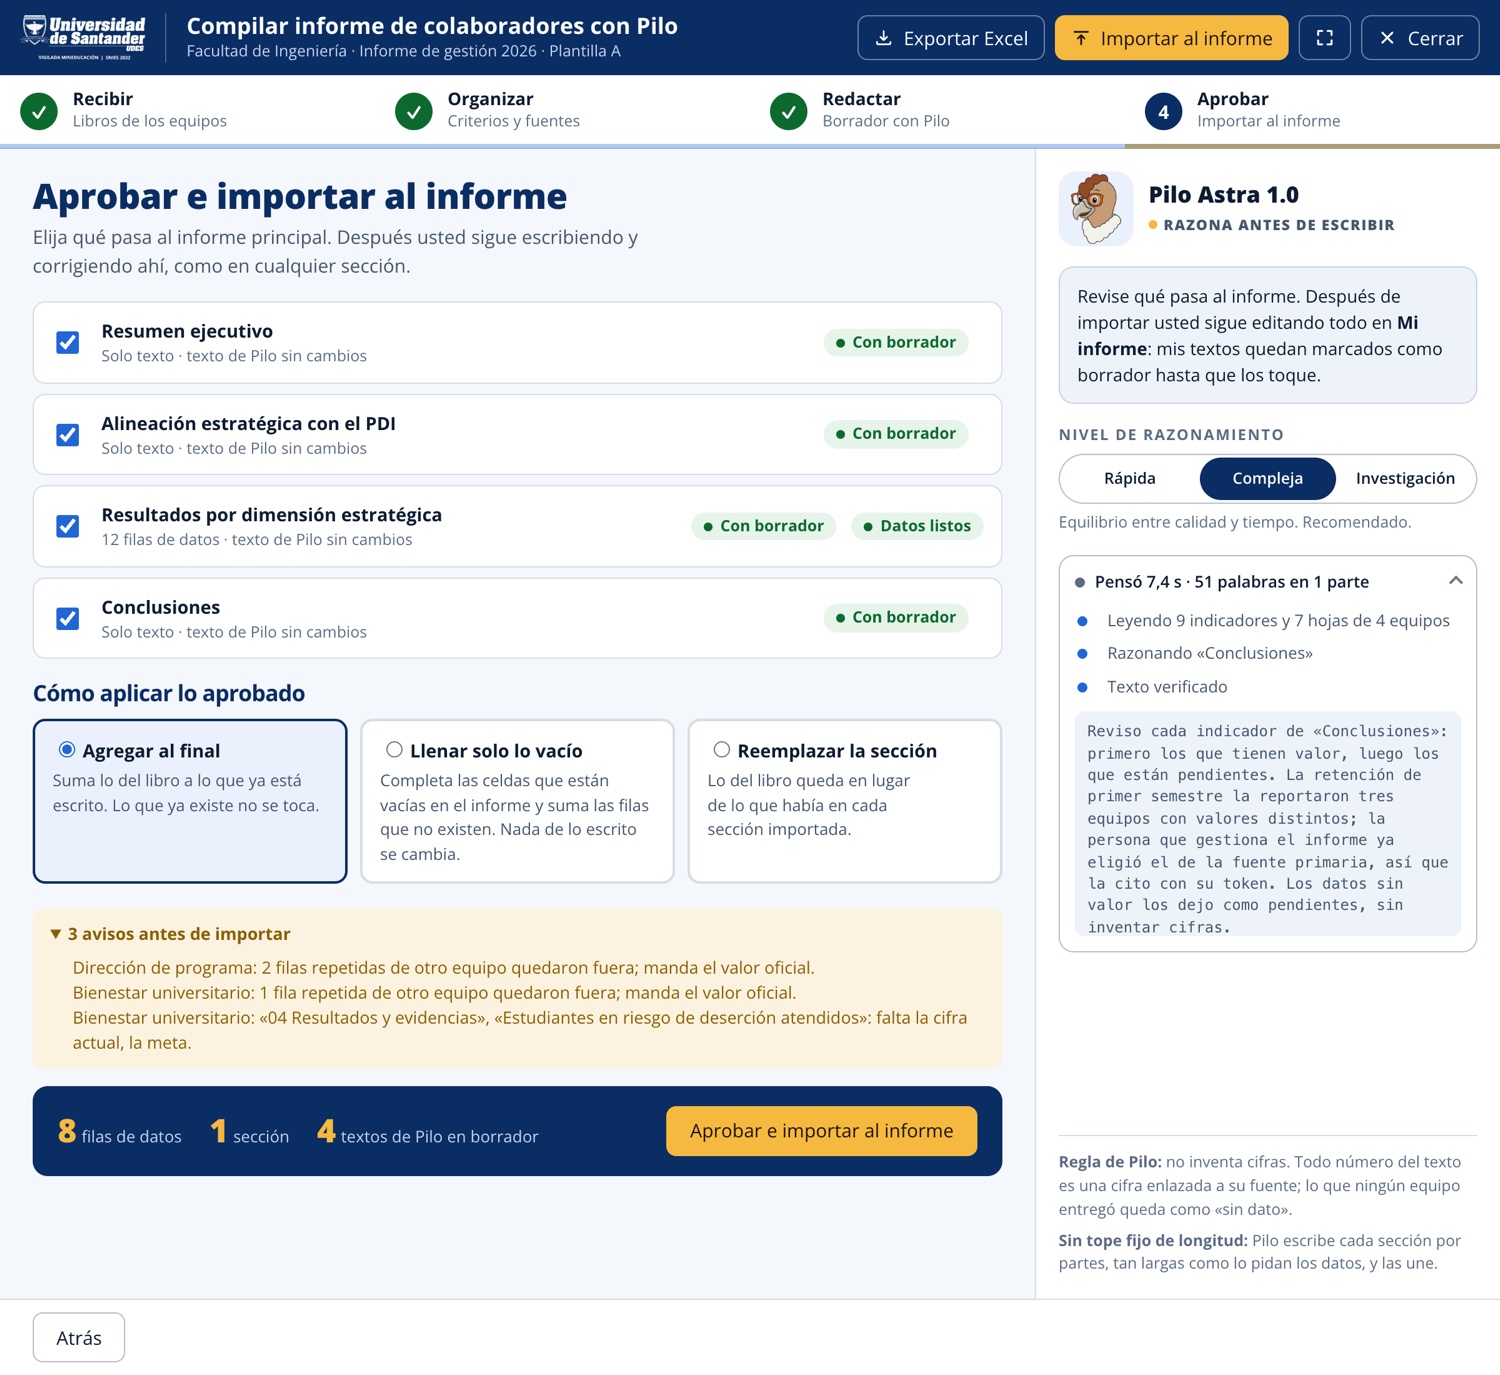 Universidad
de Santander
UDES
VIGILADA MINEDUCACIÓN | SNIES 2832
Compilar informe de colaboradores con Pilo
Facultad de Ingeniería · Informe de gestión 2026 · Plantilla A
Exportar Excel
Importar al informe
Cerrar
Recibir
Libros de los equipos
Organizar
Criterios y fuentes
Redactar
Borrador con Pilo
4
Aprobar
Importar al informe
Aprobar e importar al informe
Elija qué pasa al informe principal. Después usted sigue escribiendo y
corrigiendo ahí, como en cualquier sección.
Resumen ejecutivo
Solo texto · texto de Pilo sin cambios
Con borrador
Alineación estratégica con el PDI
Solo texto · texto de Pilo sin cambios
Con borrador
Resultados por dimensión estratégica
12 filas de datos · texto de Pilo sin cambios
Con borrador
Datos listos
Conclusiones
Solo texto · texto de Pilo sin cambios
Con borrador
Cómo aplicar lo aprobado
Agregar al final
Suma lo del libro a lo que ya está
escrito. Lo que ya existe no se toca.
Llenar solo lo vacío
Completa las celdas que están
vacías en el informe y suma las filas
que no existen. Nada de lo escrito
se cambia.
Reemplazar la sección
Lo del libro queda en lugar
de lo que había en cada
sección importada.
3 avisos antes de importar
Dirección de programa: 2 filas repetidas de otro equipo quedaron fuera; manda el valor oficial.
Bienestar universitario: 1 fila repetida de otro equipo quedaron fuera; manda el valor oficial.
Bienestar universitario: «04 Resultados y evidencias», «Estudiantes en riesgo de deserción atendidos»: falta la cifra
actual, la meta.
8 filas de datos
1 sección
4 textos de Pilo en borrador
Aprobar e importar al informe
Atrás
Pilo Astra 1.0
RAZONA ANTES DE ESCRIBIR
Revise qué pasa al informe. Después de
importar usted sigue editando todo en Mi
informe: mis textos quedan marcados como
borrador hasta que los toque.
NIVEL DE RAZONAMIENTO
Rápida
Compleja
Investigación
Equilibrio entre calidad y tiempo. Recomendado.
Pensó 7,4 s · 51 palabras en 1 parte
Leyendo 9 indicadores y 7 hojas de 4 equipos
Razonando «Conclusiones»
Texto verificado
Reviso cada indicador de «Conclusiones»:
primero los que tienen valor, luego los
que están pendientes. La retención de
primer semestre la reportaron tres
equipos con valores distintos; la
persona que gestiona el informe ya
eligió el de la fuente primaria, así que
la cito con su token. Los datos sin
valor los dejo como pendientes, sin
inventar cifras.
Regla de Pilo: no inventa cifras. Todo número del texto
es una cifra enlazada a su fuente; lo que ningún equipo
entregó queda como «sin dato».
Sin tope fijo de longitud: Pilo escribe cada sección por
partes, tan largas como lo pidan los datos, y las une.